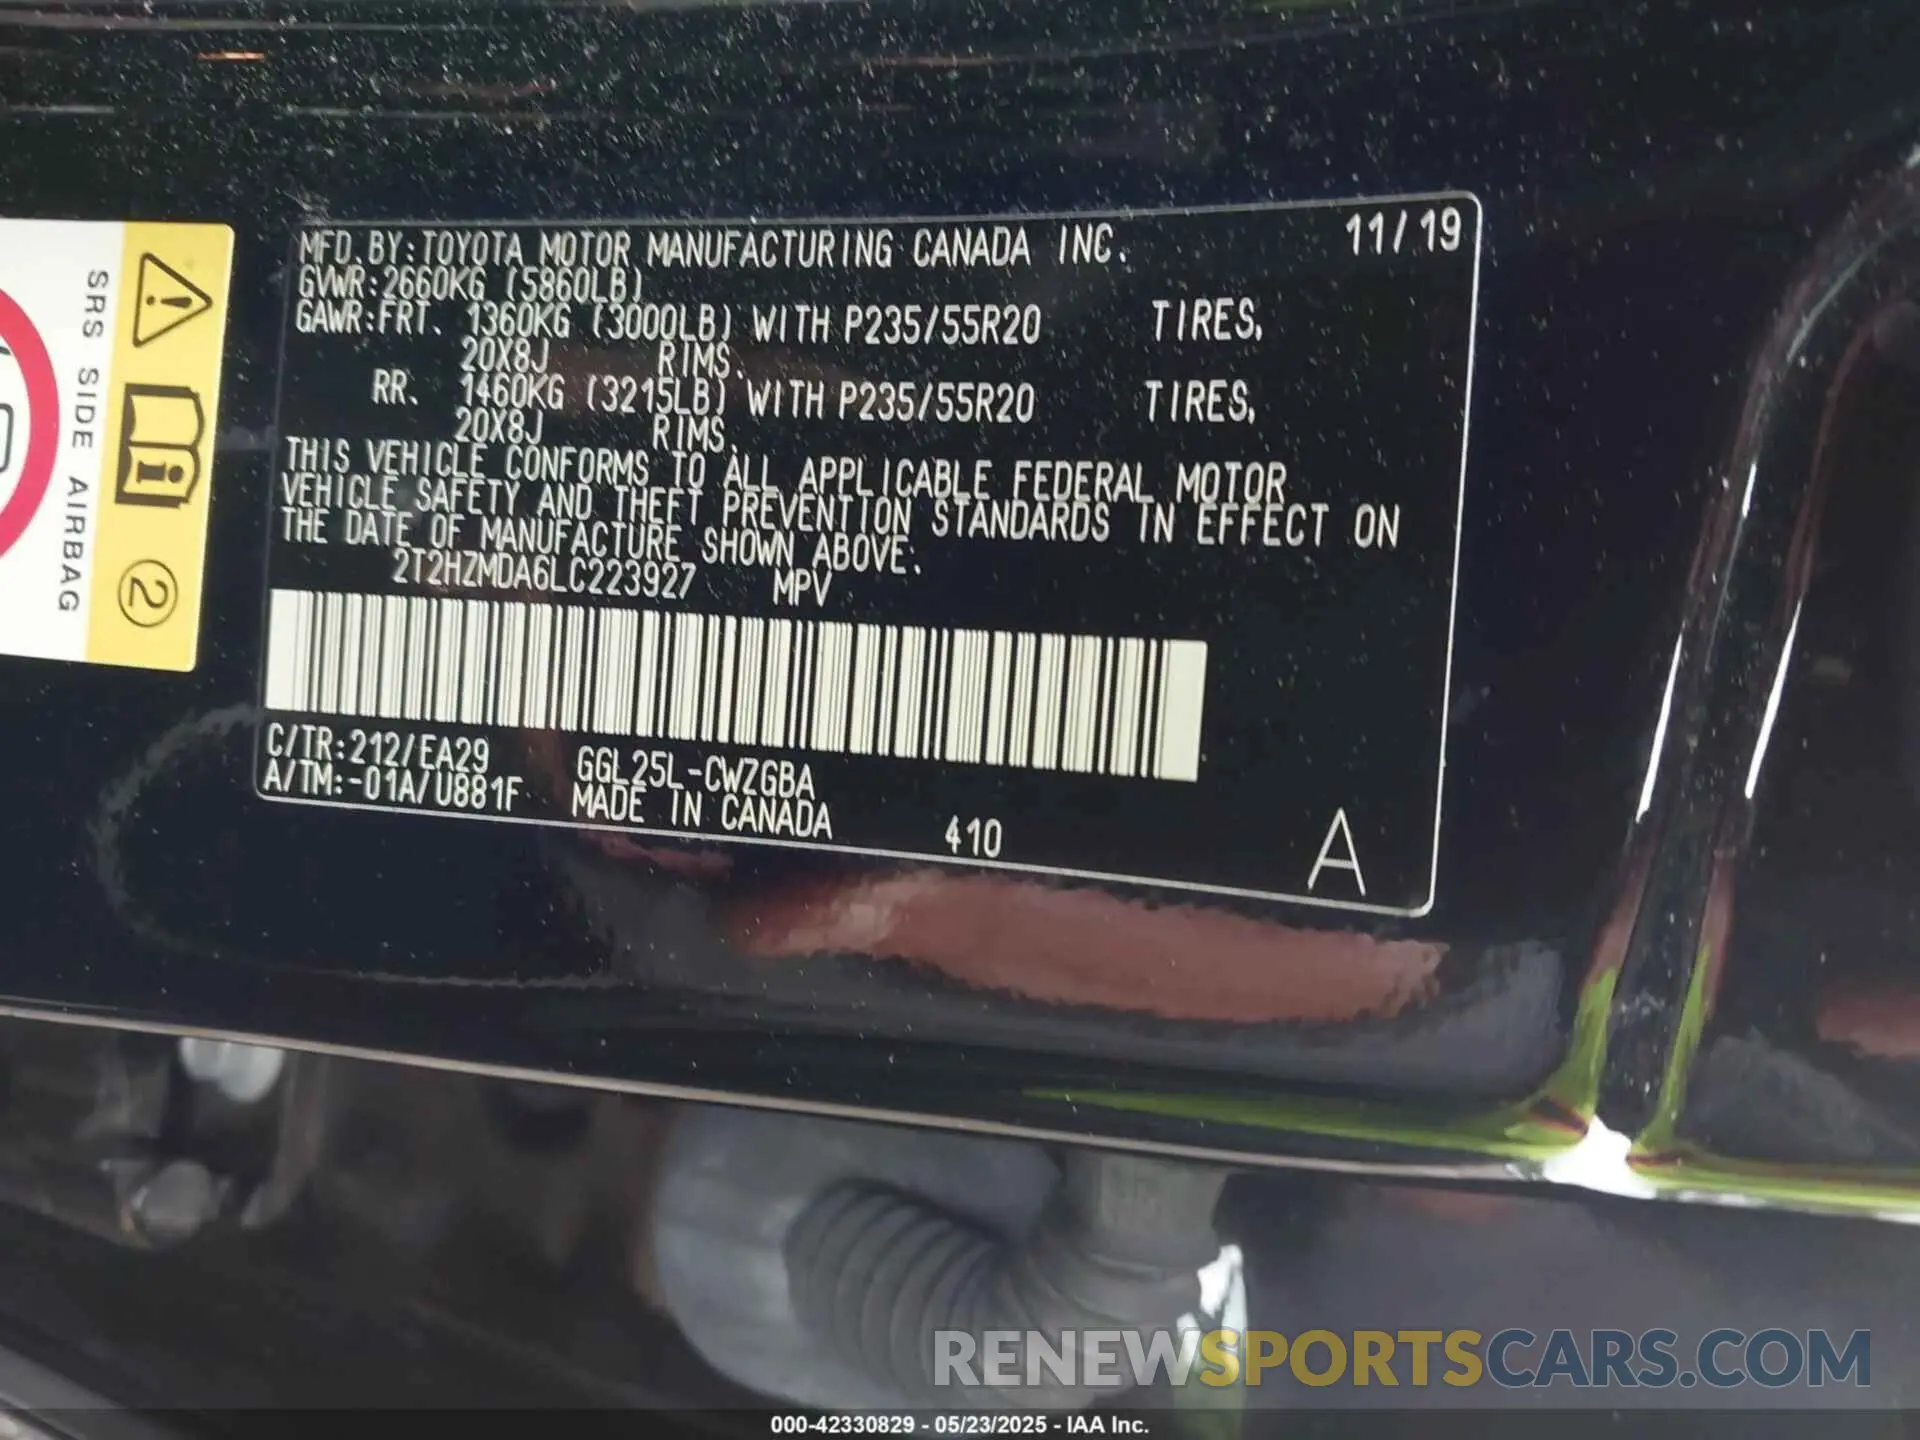 MFD.BY:TOYOTA MOTOR MANUFACTURING CANADA INC. 11/19
GVWR:2660KG (5860LB)
GAWR:FRT. 1360KG (3000LB) WITH P235/55R20 TIRES,
20X8J RIMS.
RR. 1460KG (3215LB) WITH P235/55R20 TIRES,
20X8J RIMS.
THIS VEHICLE CONFORMS TO ALL APPLICABLE FEDERAL MOTOR
VEHICLE SAFETY AND THEFT PREVENTION STANDARDS IN EFFECT ON
THE DATE OF MANUFACTURE SHOWN ABOVE.
2T2HZMDA6LC223927 MPV
C/TR:212/EA29 GGL25L-CWZGBA
A/TM:-01A/U881F MADE IN CANADA 410 A
SRS SIDE AIRBAG
2
RENEWSPORTSCARS.COM
000-42330829 - 05/23/2025 - IAA Inc.